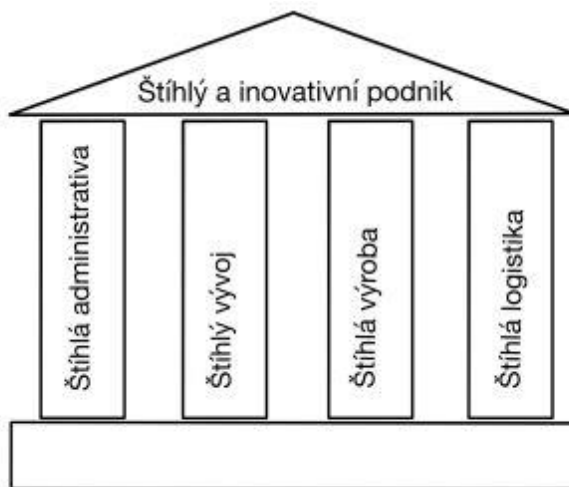 Štíhlý a inovativní podnik
Štíhlá administrativa
Štíhlý vývoj
Štíhlá výroba
Štíhlá logistika